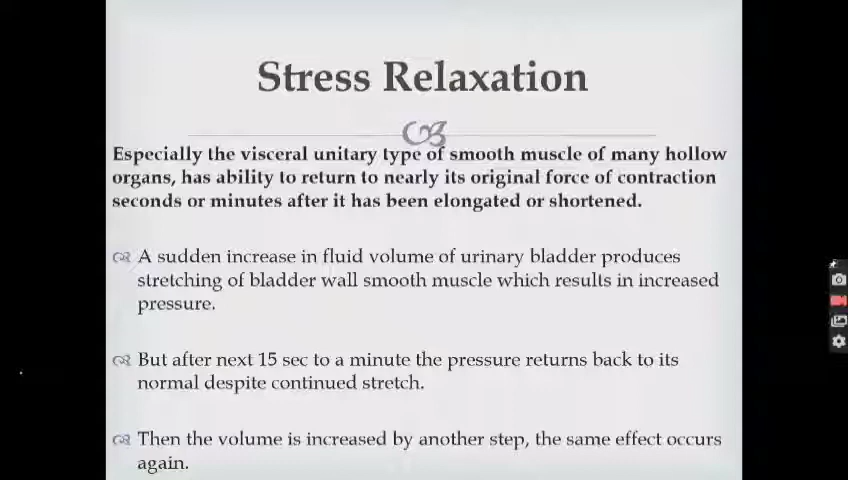 Stress Relaxation
Especially the visceral unitary type of smooth muscle of many hollow
organs, has ability to return to nearly its original force of contraction
seconds or minutes after it has been elongated or shortened.
A sudden increase in fluid volume of urinary bladder produces
stretching of bladder wall smooth muscle which results in increased
pressure.
But after next 15 sec to a minute the pressure returns back to its
normal despite continued stretch.
Then the volume is increased by another step, the same effect occurs
again.